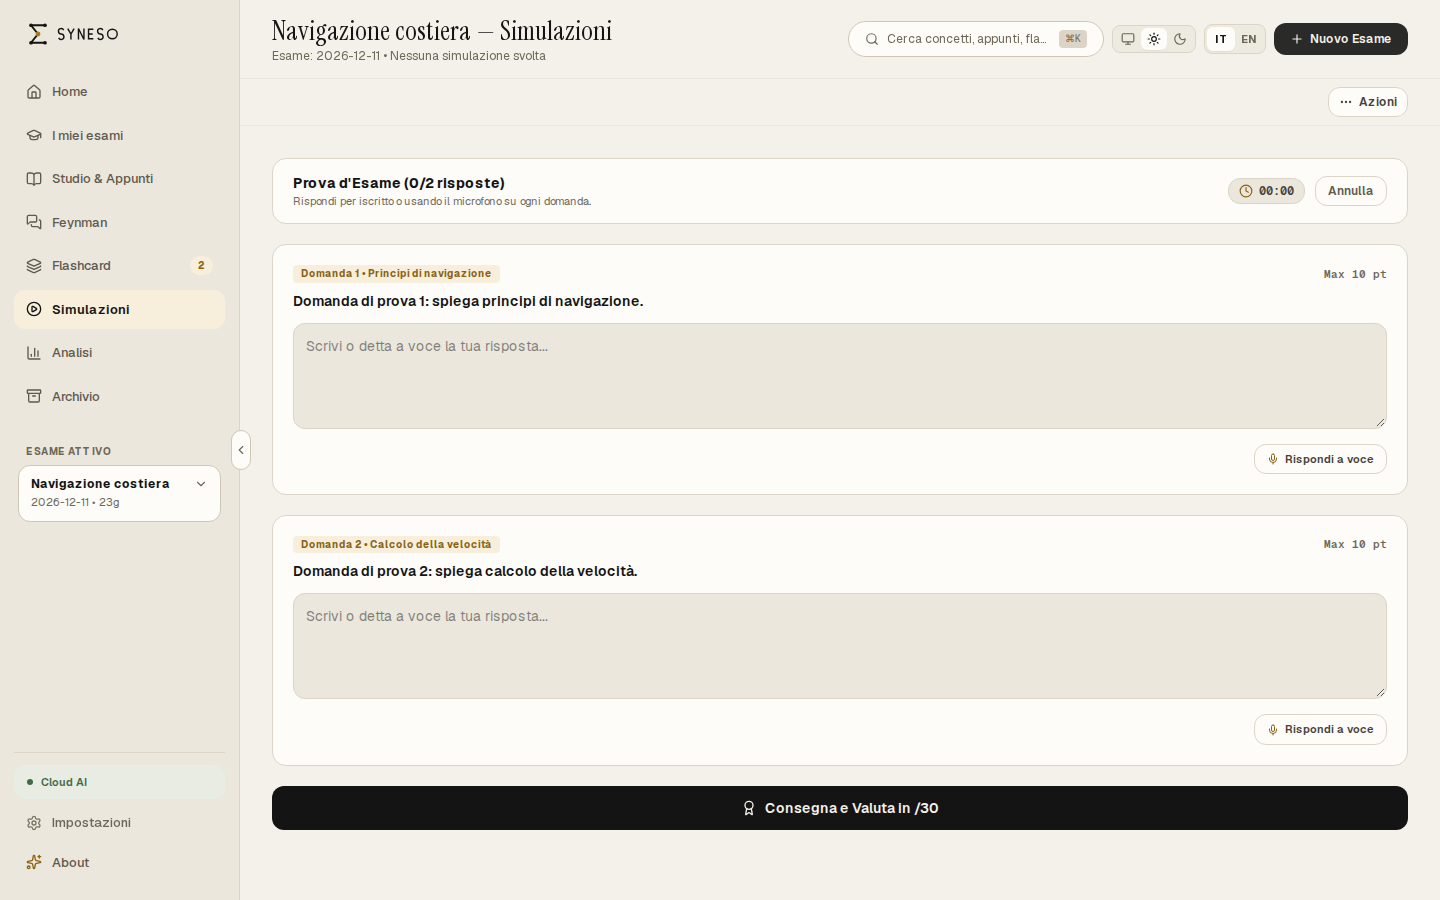 SYNESO
Home
I miei esami
Studio & Appunti
Feynman
Flashcard 2
Simulazioni
Analisi
Archivio
ESAME ATTIVO
Navigazione costiera
2026-12-11 • 23g
Cloud AI
Impostazioni
About
Navigazione costiera — Simulazioni
Esame: 2026-12-11 • Nessuna simulazione svolta
Cerca concetti, appunti, fla... ⌘K
IT EN
Nuovo Esame
Azioni
Prova d'Esame (0/2 risposte)
Rispondi per iscritto o usando il microfono su ogni domanda.
00:00
Annulla
Domanda 1 • Principi di navigazione
Max 10 pt
Domanda di prova 1: spiega principi di navigazione.
Scrivi o detta a voce la tua risposta...
Rispondi a voce
Domanda 2 • Calcolo della velocità
Max 10 pt
Domanda di prova 2: spiega calcolo della velocità.
Scrivi o detta a voce la tua risposta...
Rispondi a voce
Consegna e Valuta in /30